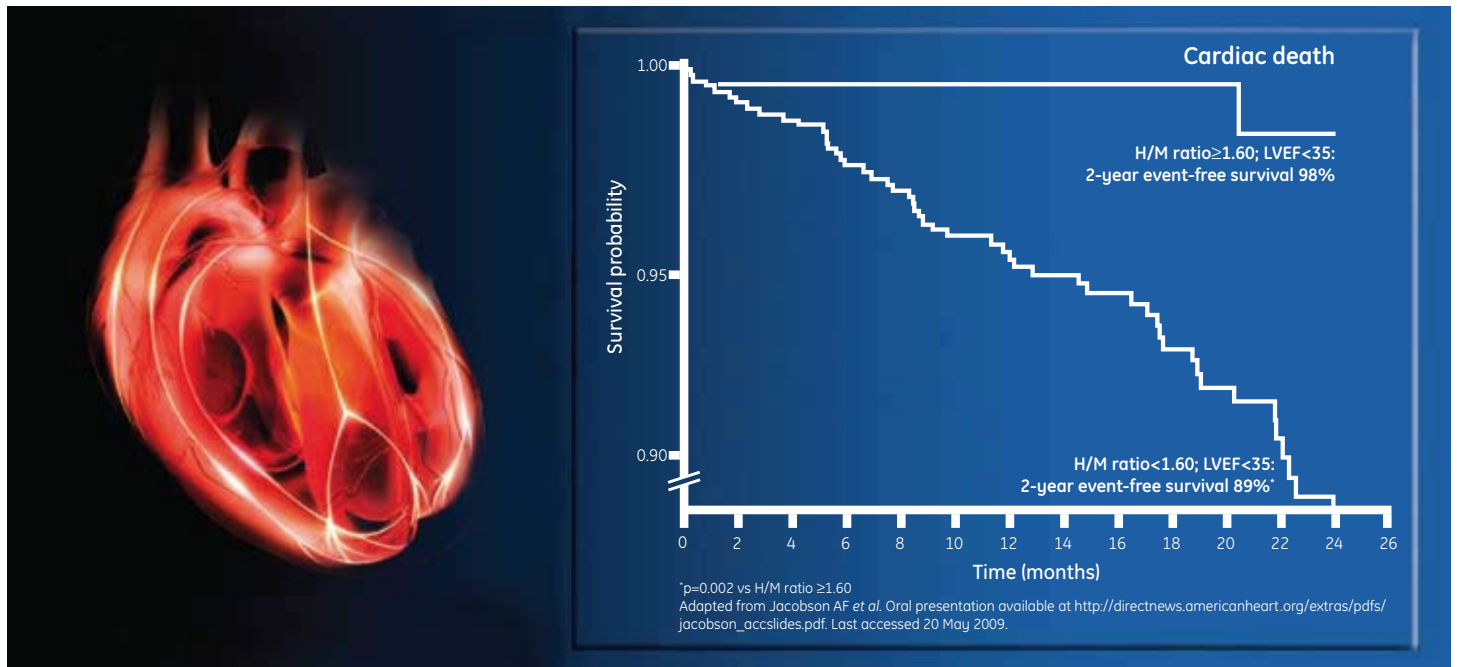 Cardiac death
1.00
H/M ratio≥1.60; LVEF<35:
2-year event-free survival 98%
Survival probability
0.95
0.90
H/M ratio<1.60; LVEF<35:
2-year event-free survival 89%*
0 2 4 6 8 10 12 14 16 18 20 22 24 26
Time (months)
*p=0.002 vs H/M ratio ≥1.60
Adapted from Jacobson AF et al. Oral presentation available at http://directnews.americanheart.org/extras/pdfs/
jacobson_accslides.pdf. Last accessed 20 May 2009.